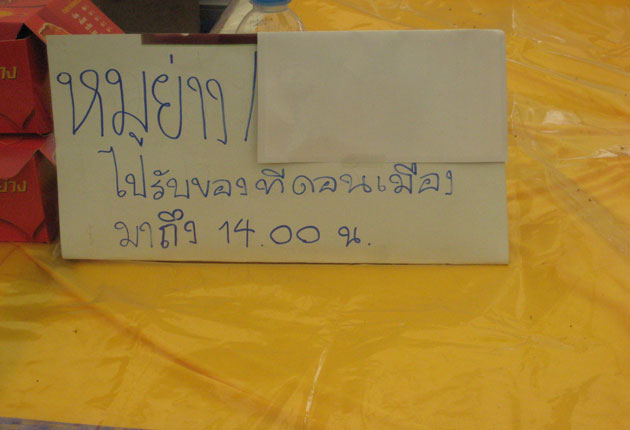 หมูย่าง /
ไปรับของที่ดอนเมือง
มาถึง 14.00 น.